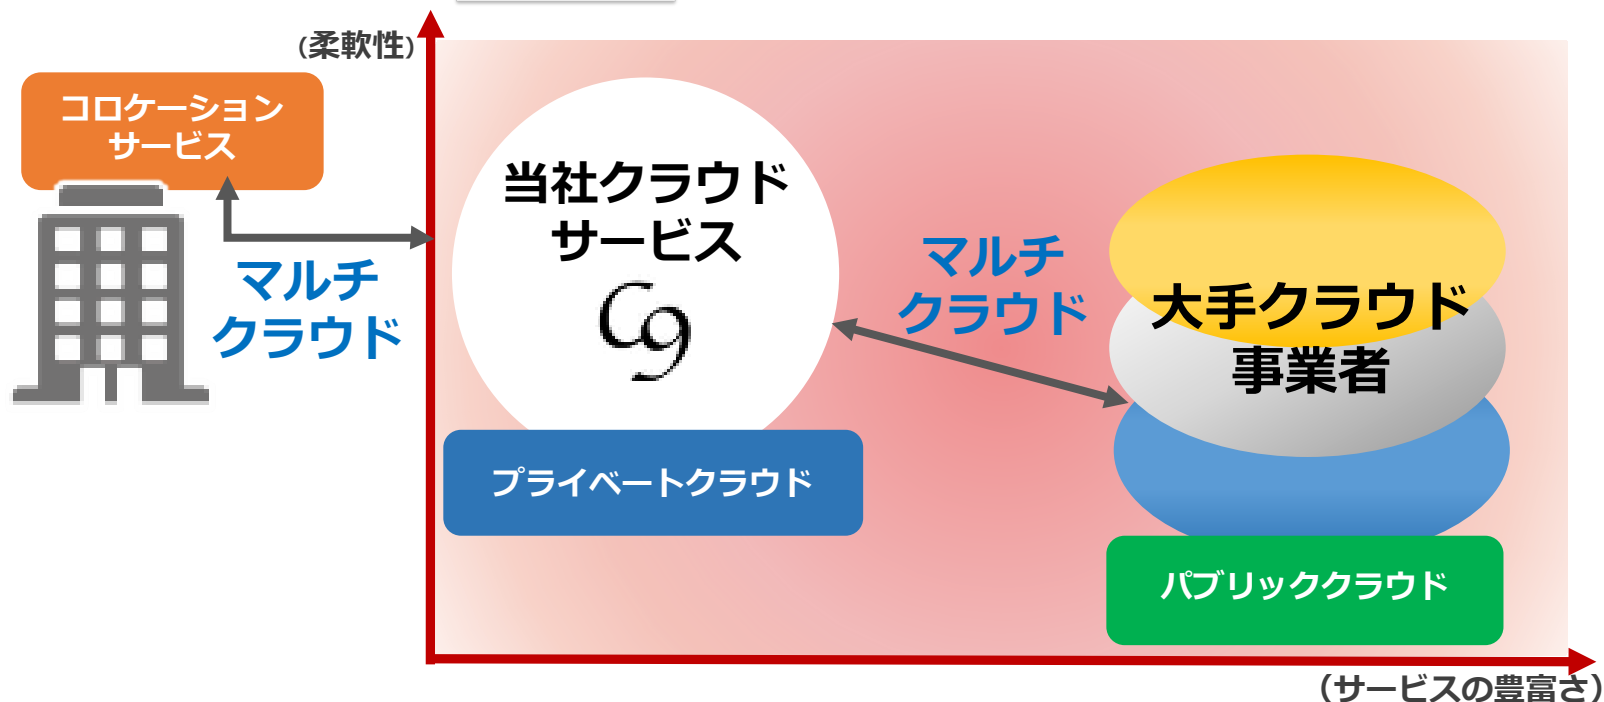 （柔軟性）
コロケーション
サービス
マルチ
クラウド
当社クラウド
サービス
プライベートクラウド
マルチ
クラウド
大手クラウド
事業者
パブリッククラウド
（サービスの豊富さ）